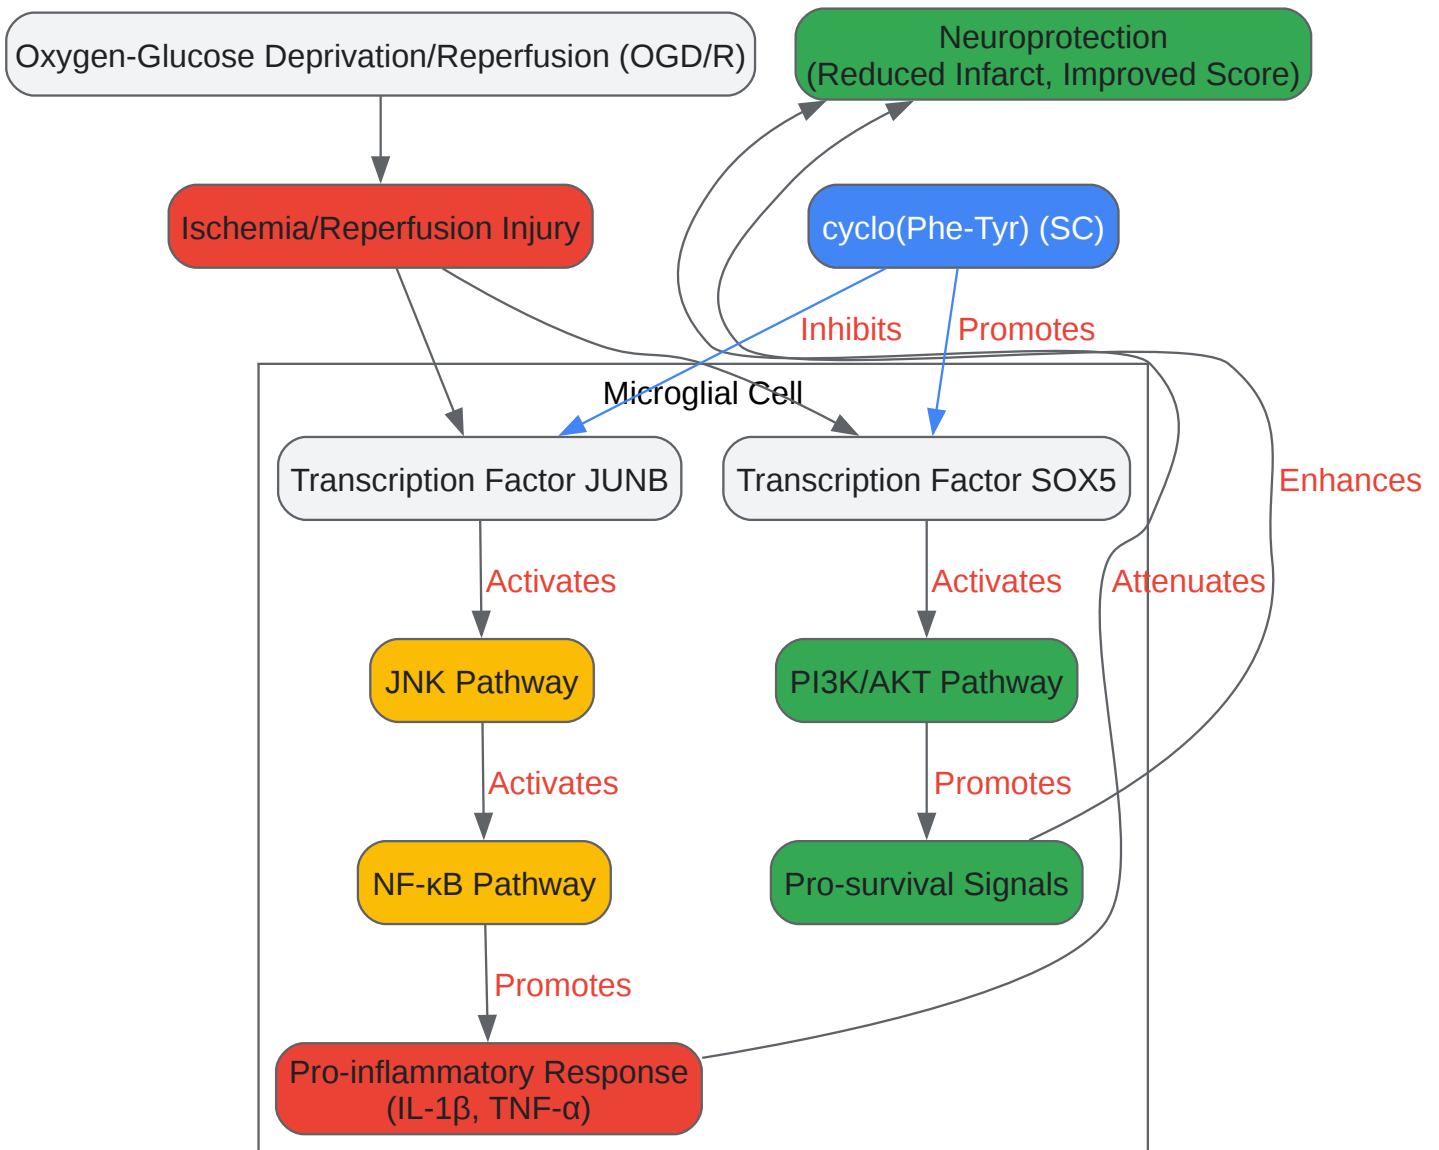 Oxygen-Glucose Deprivation/Reperfusion (OGD/R)
Neuroprotection
(Reduced Infarct, Improved Score)
Ischemia/Reperfusion Injury
cyclo(Phe-Tyr) (SC)
Inhibits
Promotes
Microglial Cell
Transcription Factor JUNB
Transcription Factor SOX5
Enhances
Activates
Activates
Attenuates
JNK Pathway
PI3K/AKT Pathway
Activates
Promotes
NF-κB Pathway
Pro-survival Signals
Promotes
Pro-inflammatory Response
(IL-1β, TNF-α)